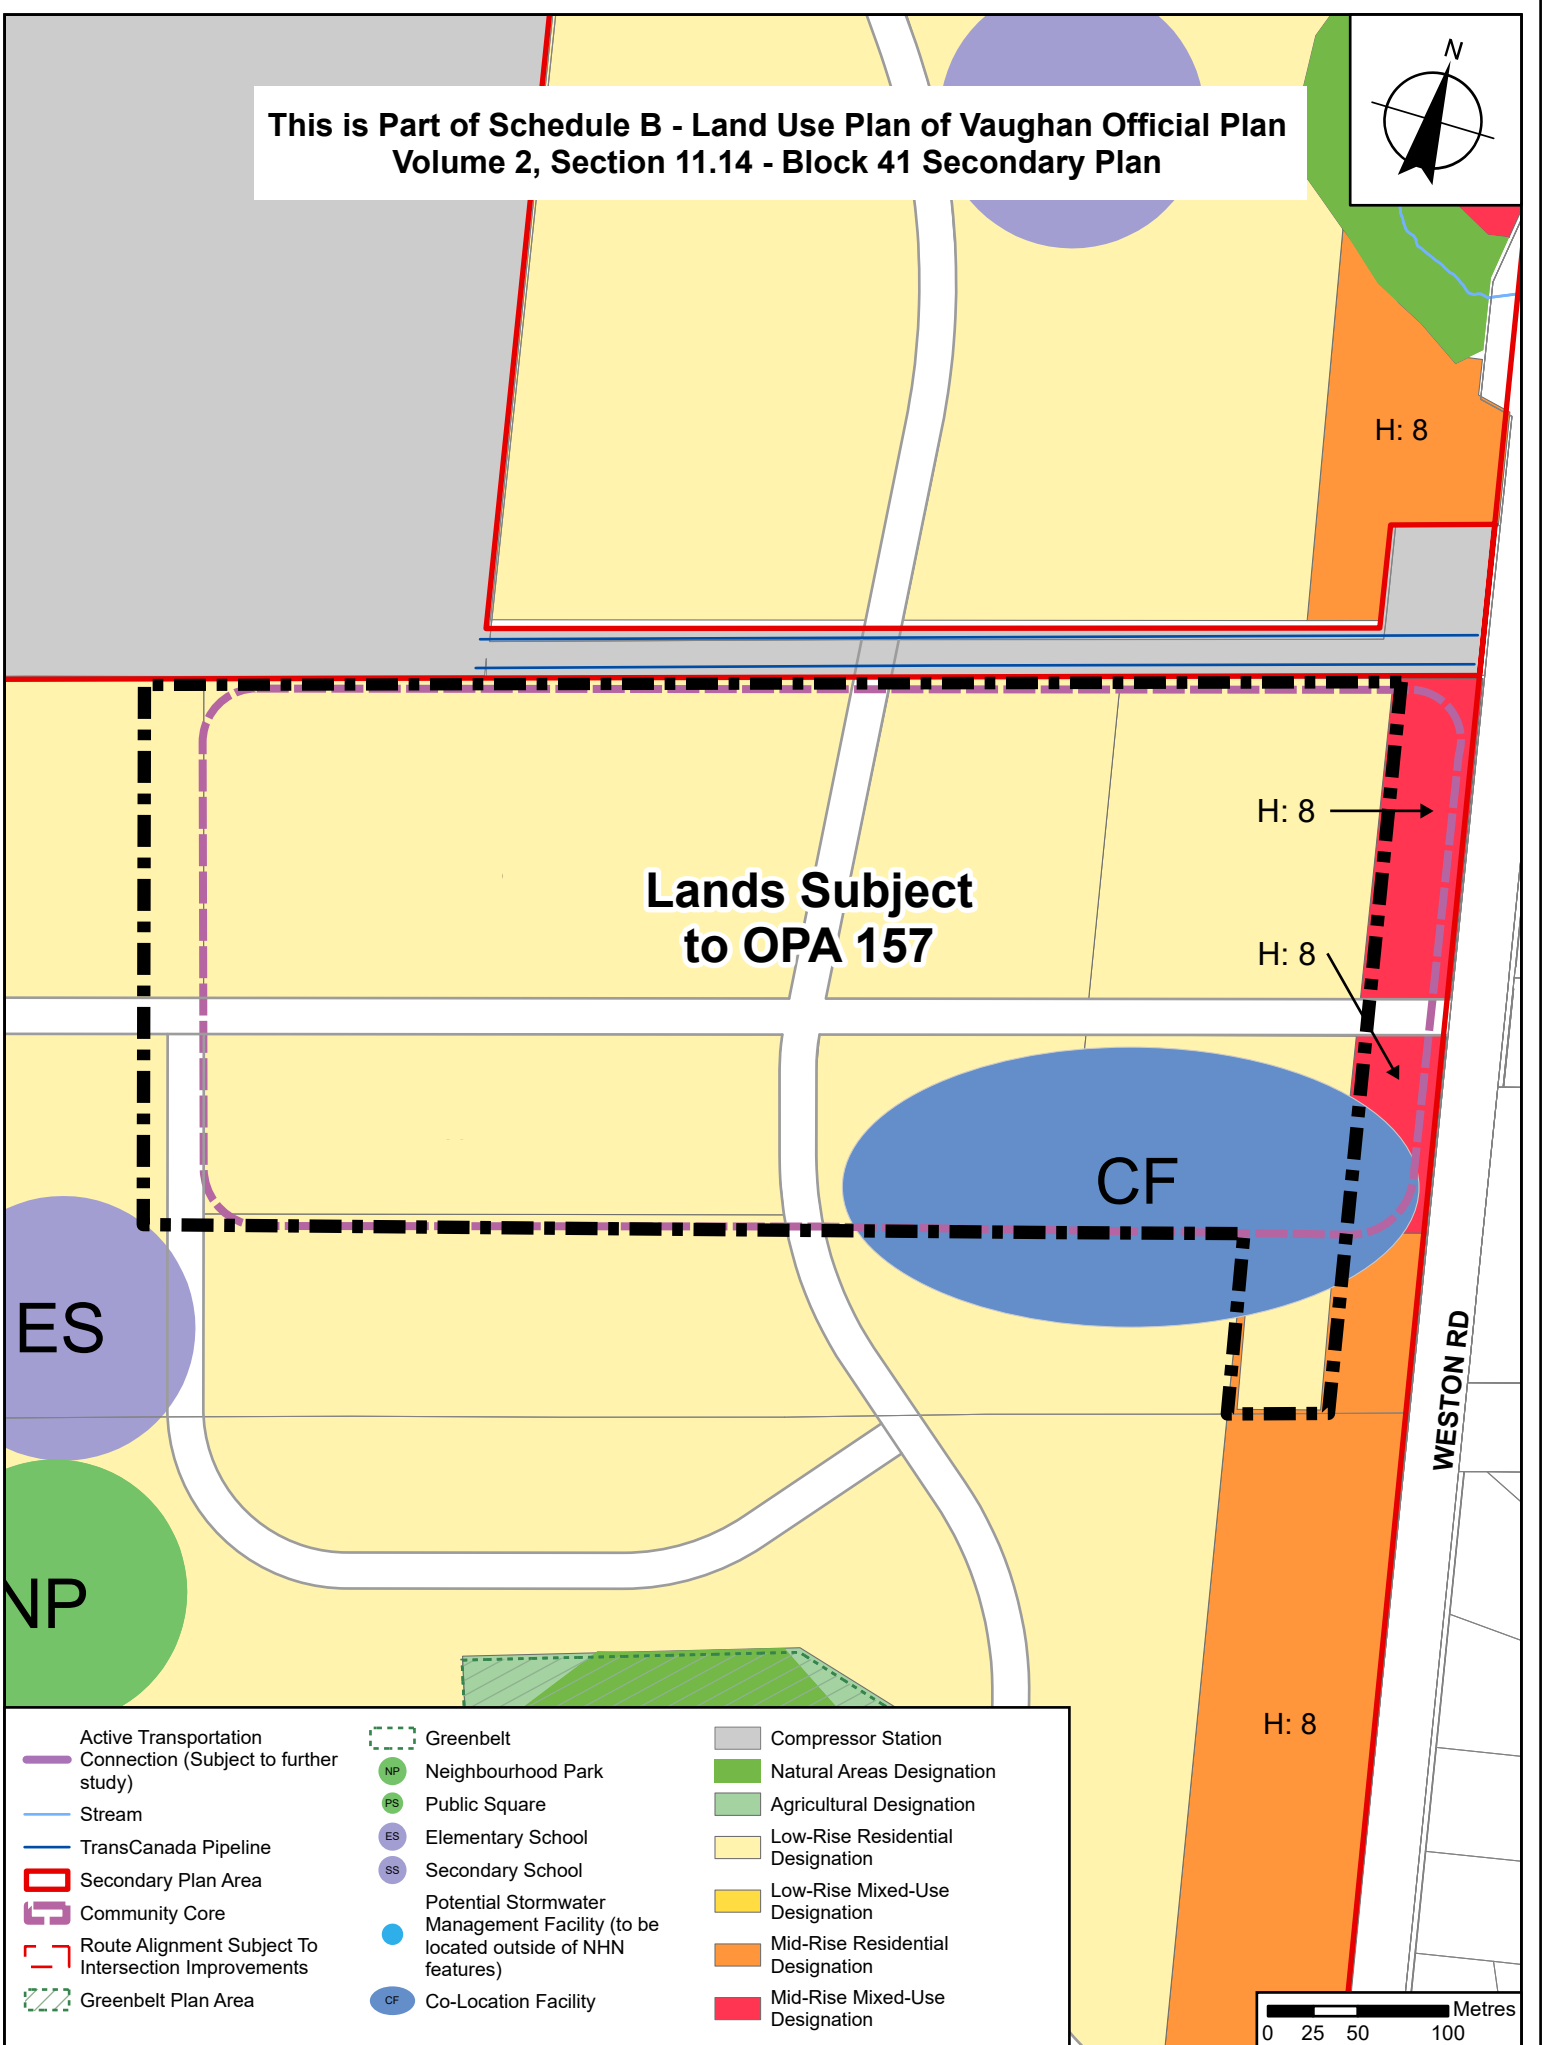 This is Part of Schedule B - Land Use Plan of Vaughan Official Plan
Volume 2, Section 11.14 - Block 41 Secondary Plan
N
H: 8
H: 8
Lands Subject
to OPA 157
H: 8
CF
ES
WESTON RD
NP
H: 8
Active Transportation
Connection (Subject to further
study)
Stream
TransCanada Pipeline
Secondary Plan Area
Community Core
Route Alignment Subject To
Intersection Improvements
Greenbelt Plan Area
Greenbelt
NP Neighbourhood Park
PS Public Square
ES Elementary School
SS Secondary School
Potential Stormwater
Management Facility (to be
located outside of NHN
features)
CF Co-Location Facility
Compressor Station
Natural Areas Designation
Agricultural Designation
Low-Rise Residential
Designation
Low-Rise Mixed-Use
Designation
Mid-Rise Residential
Designation
Mid-Rise Mixed-Use
Designation
Metres
0 25 50 100